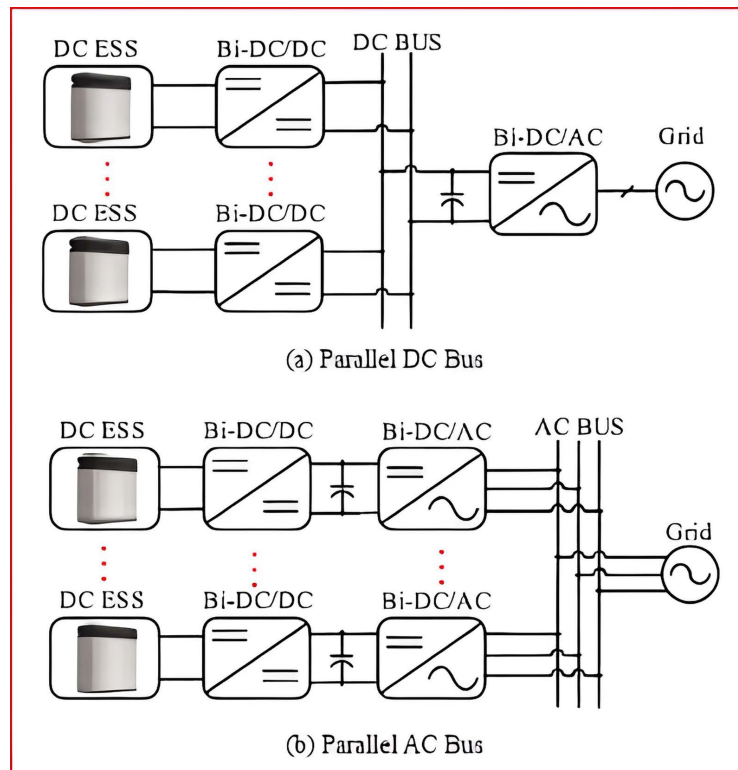 DC ESS Bi-DC/DC DC BUS
Bi-DC/AC Grid
DC ESS Bi-DC/DC
(a) Parallel DC Bus
DC ESS Bi-DC/DC Bi-DC/AC AC BUS
Grid
DC ESS Bi-DC/DC Bi-DC/AC
(b) Parallel AC Bus